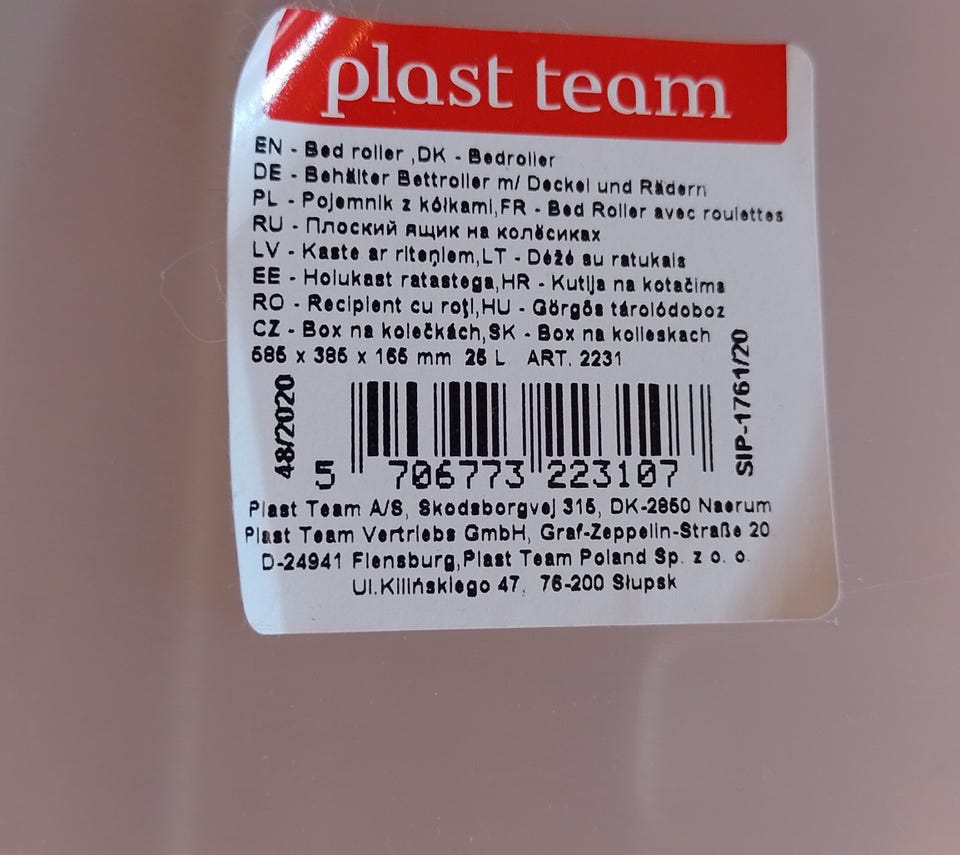 plast team
EN - Bed roller ,DK - Bedroller
DE - Behälter Bettroller m/ Deckel und Rädern
PL - Pojemnik z kółkami,FR - Bed Roller avec roulettes
RU - Плоский ящик на колёсиках
LV - Kaste ar riteņiem,LT - Dėžė su ratukais
EE - Holukast ratastega,HR - Kutija na kotačima
RO - Recipient cu roţi,HU - Görgős tárolódoboz
CZ - Box na kolečkách,SK - Box na kolieskach
585 x 385 x 165 mm 25 L ART. 2231
48/2020
SIP-1761/20
5 706773 223107
Plast Team A/S, Skodsborgvej 315, DK-2850 Naerum
Plast Team Vertriebs GmbH, Graf-Zeppelin-Straße 20
D-24941 Flensburg,Plast Team Poland Sp. z o. o.
Ul.Kilińskiego 47, 76-200 Słupsk